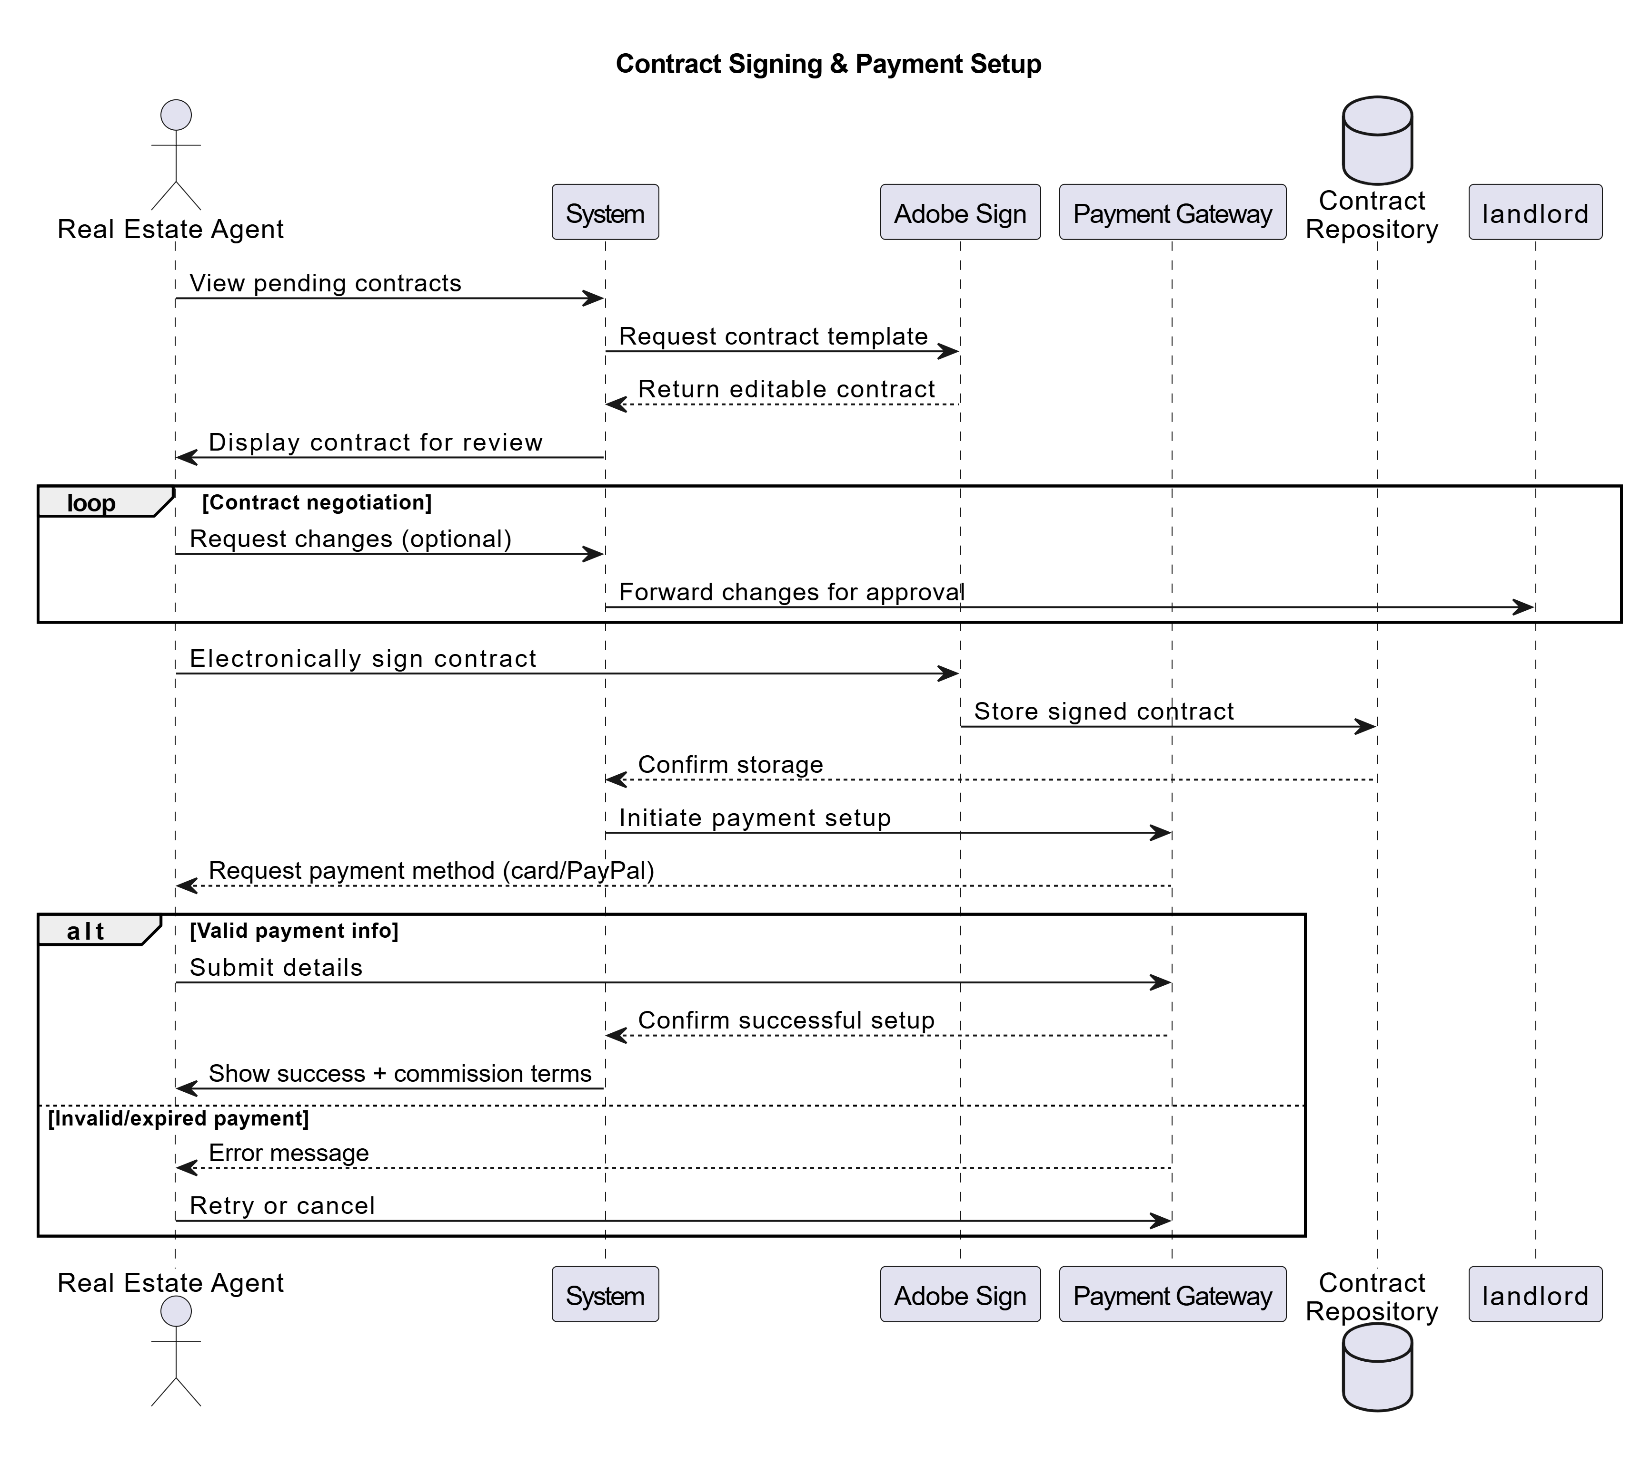 Contract Signing & Payment Setup
Real Estate Agent
System
Adobe Sign
Payment Gateway
Contract
Repository
landlord
View pending contracts
Request contract template
Return editable contract
Display contract for review
loop
[Contract negotiation]
Request changes (optional)
Forward changes for approval
Electronically sign contract
Store signed contract
Confirm storage
Initiate payment setup
Request payment method (card/PayPal)
alt
[Valid payment info]
Submit details
Confirm successful setup
Show success + commission terms
[Invalid/expired payment]
Error message
Retry or cancel
Real Estate Agent
System
Adobe Sign
Payment Gateway
Contract
Repository
landlord